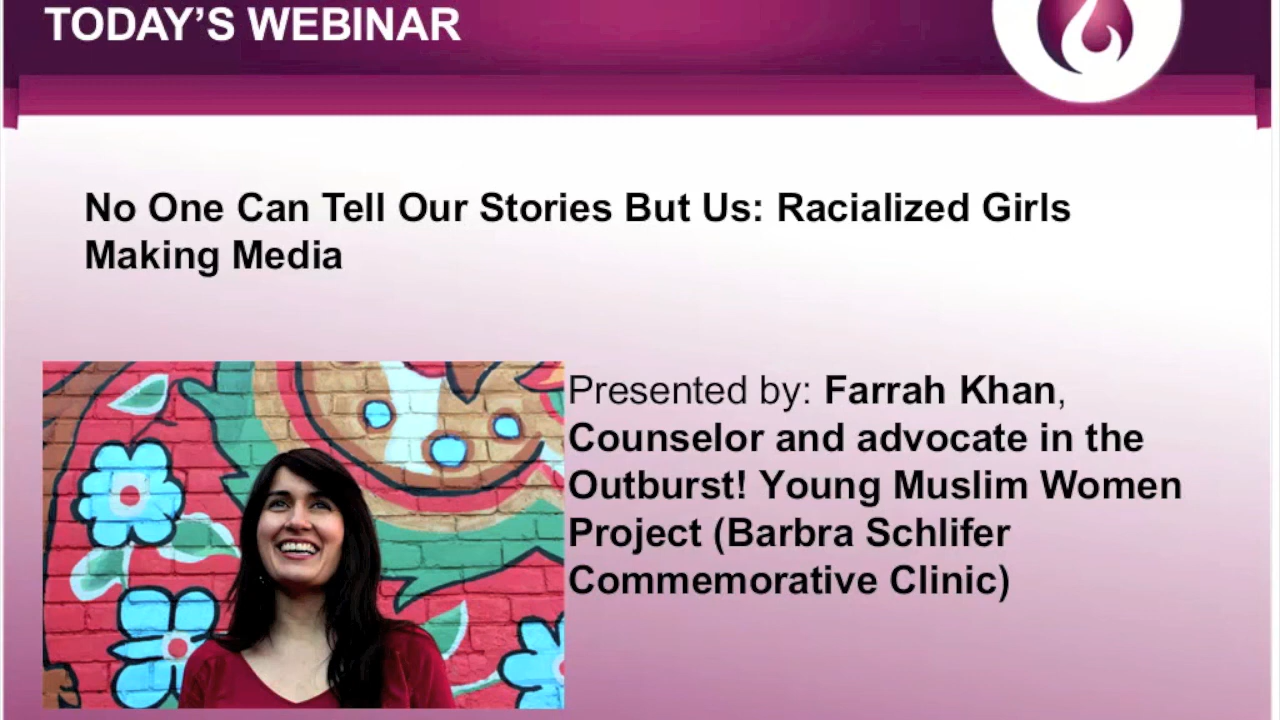 TODAY’S WEBINAR
No One Can Tell Our Stories But Us: Racialized Girls
Making Media
Presented by: Farrah Khan,
Counselor and advocate in the
Outburst! Young Muslim Women
Project (Barbra Schlifer
Commemorative Clinic)